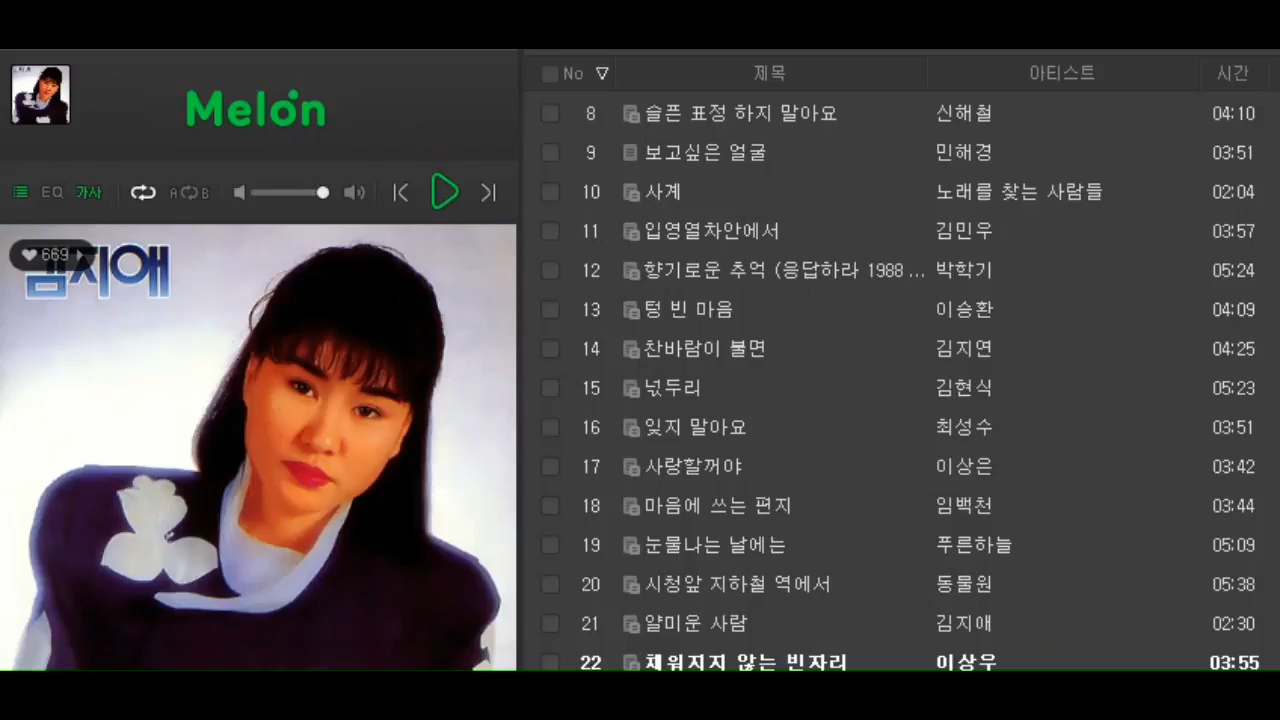 Melon
EQ 가사 A B
669
김지애
No 제목 아티스트 시간
8 슬픈 표정 하지 말아요 신해철 04:10
9 보고싶은 얼굴 민해경 03:51
10 사계 노래를 찾는 사람들 02:04
11 입영열차안에서 김민우 03:57
12 향기로운 추억 (응답하라 1988 ... 박학기 05:24
13 텅 빈 마음 이승환 04:09
14 찬바람이 불면 김지연 04:25
15 넋두리 김현식 05:23
16 잊지 말아요 최성수 03:51
17 사랑할꺼야 이상은 03:42
18 마음에 쓰는 편지 임백천 03:44
19 눈물나는 날에는 푸른하늘 05:09
20 시청앞 지하철 역에서 동물원 05:38
21 얄미운 사람 김지애 02:30
22 채워지지 않는 빈자리 이상우 03:55